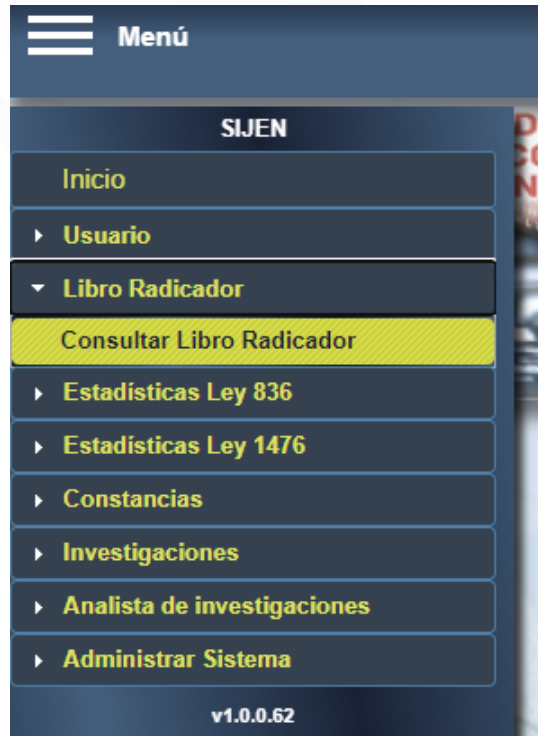 Menú
SIJEN
Inicio
Usuario
Libro Radicador
Consultar Libro Radicador
Estadísticas Ley 836
Estadísticas Ley 1476
Constancias
Investigaciones
Analista de investigaciones
Administrar Sistema
v1.0.0.62